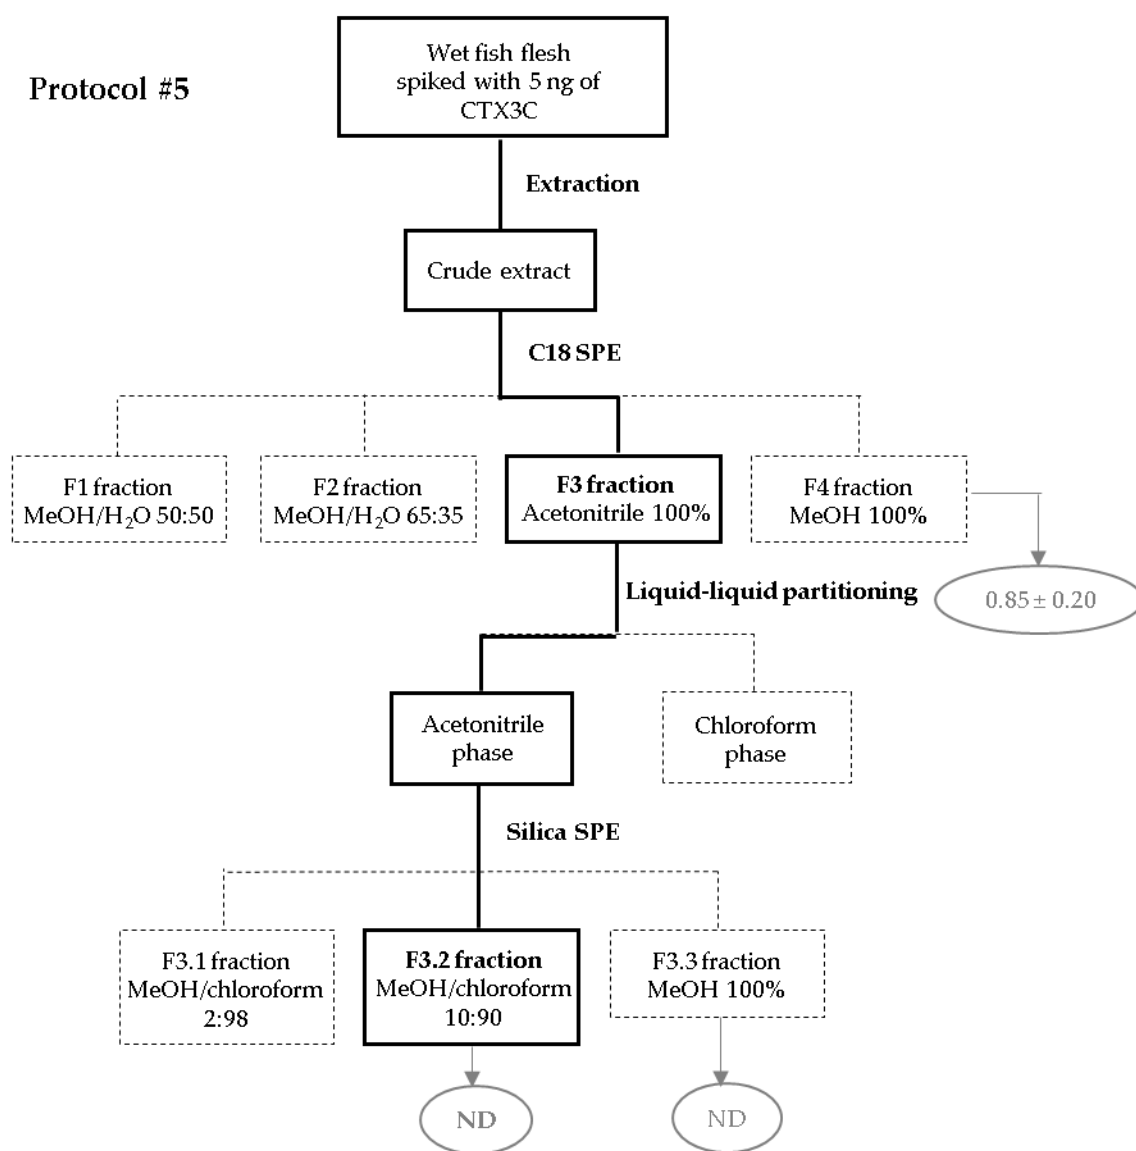 Protocol #5
Wet fish flesh
spiked with 5 ng of
CTX3C
Extraction
Crude extract
C18 SPE
F1 fraction
MeOH/H₂O 50:50
F2 fraction
MeOH/H₂O 65:35
F3 fraction
Acetonitrile 100%
F4 fraction
MeOH 100%
Liquid-liquid partitioning
0.85 ± 0.20
Acetonitrile
phase
Chloroform
phase
Silica SPE
F3.1 fraction
MeOH/chloroform
2:98
F3.2 fraction
MeOH/chloroform
10:90
F3.3 fraction
MeOH 100%
ND
ND